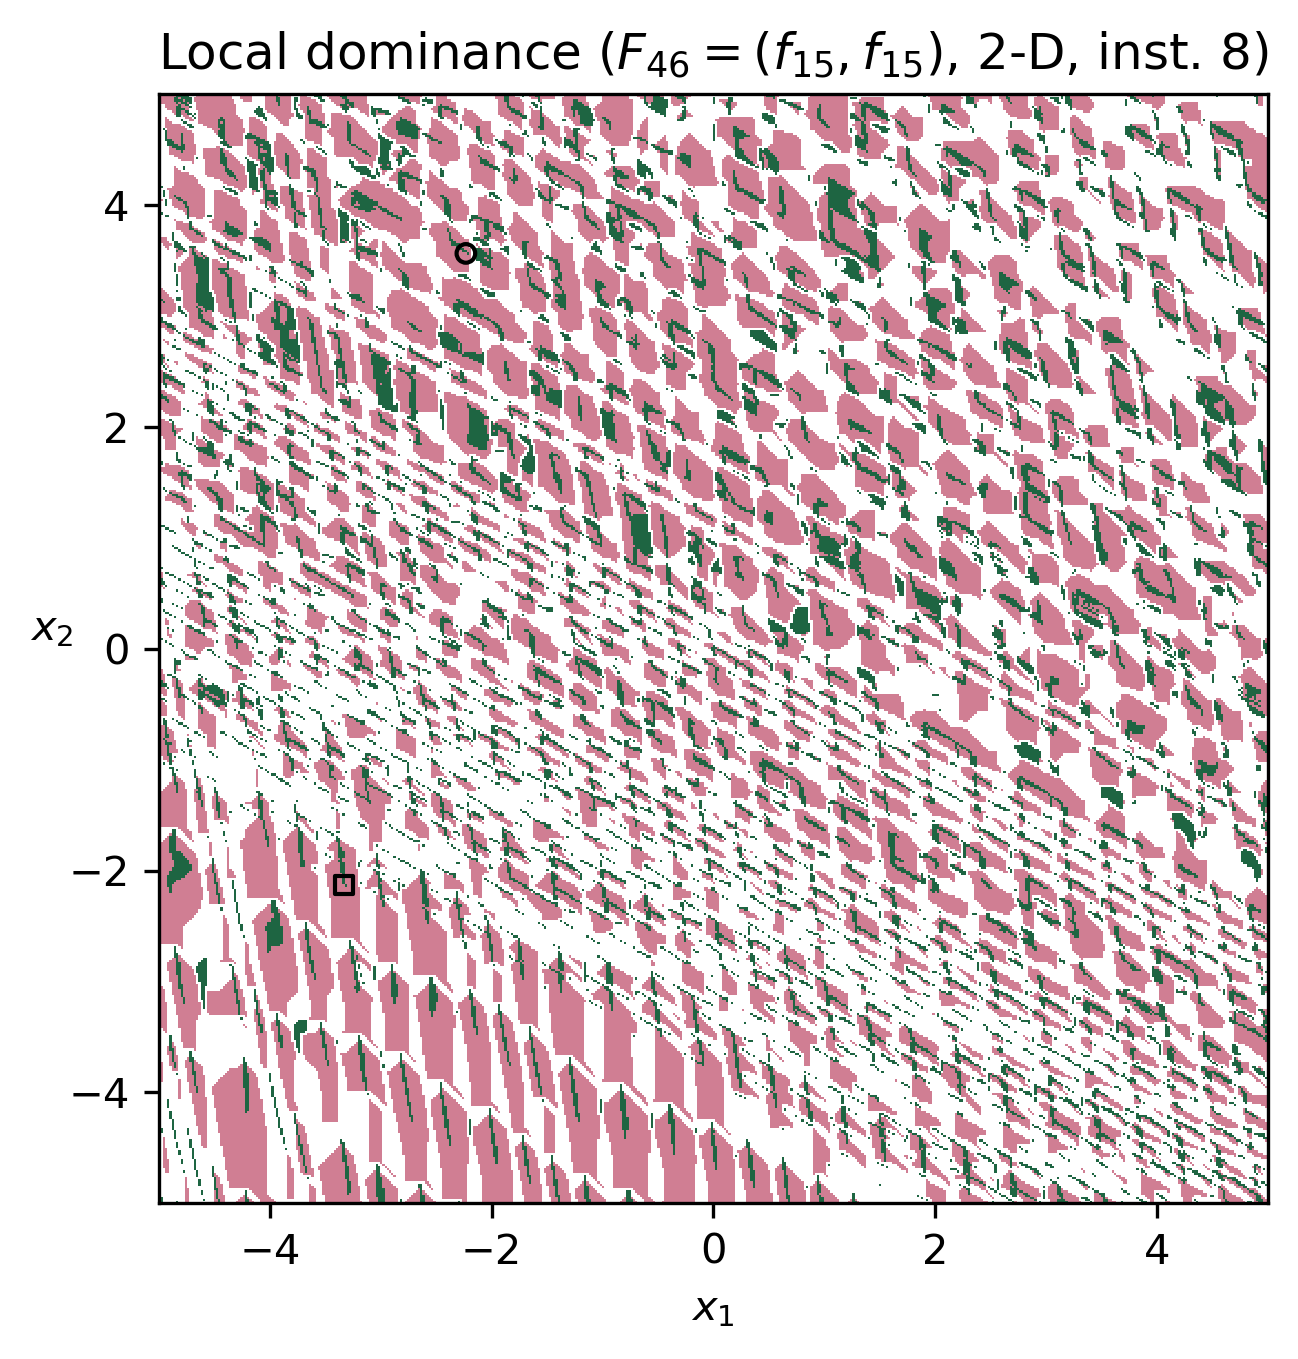 Local dominance (F₄₆ = (f₁₅, f₁₅), 2-D, inst. 8)
4
2
x₂
0
−2
−4
−4 −2 0 2 4
x₁